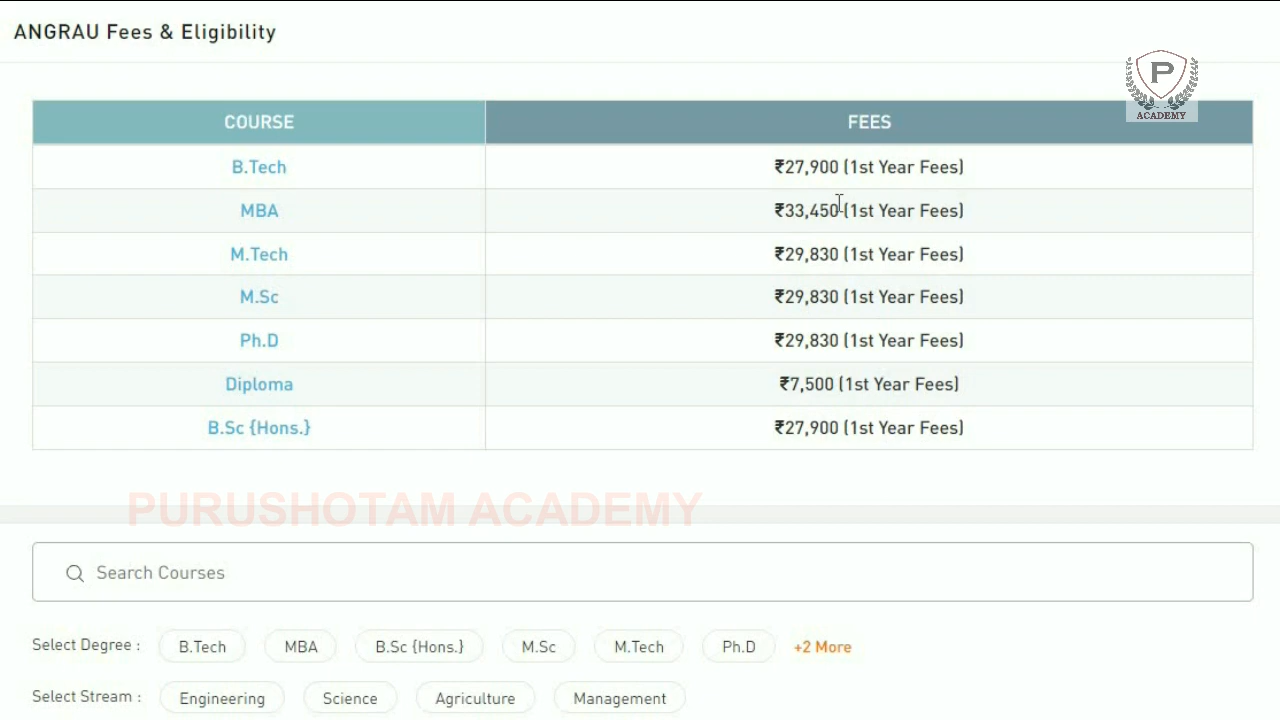 ANGRAU Fees & Eligibility
P
ACADEMY
COURSE FEES
B.Tech ₹27,900 (1st Year Fees)
MBA ₹33,450 (1st Year Fees)
M.Tech ₹29,830 (1st Year Fees)
M.Sc ₹29,830 (1st Year Fees)
Ph.D ₹29,830 (1st Year Fees)
Diploma ₹7,500 (1st Year Fees)
B.Sc {Hons.} ₹27,900 (1st Year Fees)
PURUSHOTAM ACADEMY
Search Courses
Select Degree : B.Tech MBA B.Sc {Hons.} M.Sc M.Tech Ph.D +2 More
Select Stream : Engineering Science Agriculture Management